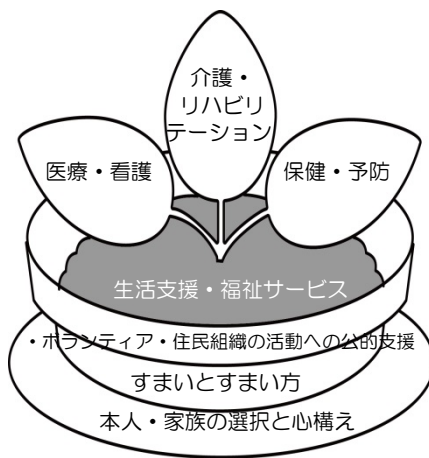 介護・
リハビリ
テーション
医療・看護
保健・予防
生活支援・福祉サービス
・ボランティア・住民組織の活動への公的支援
すまいとすまい方
本人・家族の選択と心構え